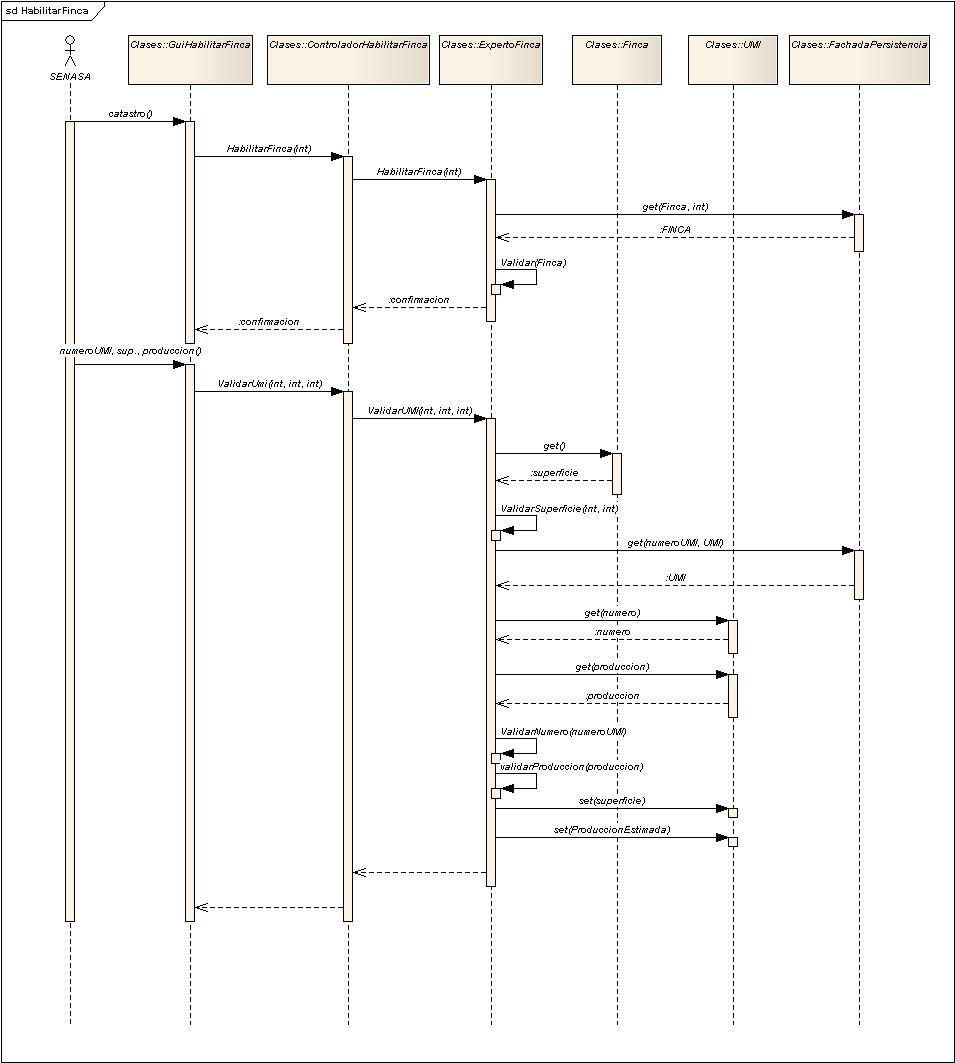 sd HabilitarFinca
SENASA
Clases::GuiHabilitarFinca
Clases::ControladorHabilitarFinca
Clases::ExpertoFinca
Clases::Finca
Clases::UMI
Clases::FachadaPersistencia
catastro()
HabilitarFinca(int)
HabilitarFinca(int)
get(Finca, int)
:FINCA
Validar(Finca)
:confirmacion
:confirmacion
numeroUMI, sup., produccion()
ValidarUmi(int, int, int)
ValidarUMI(int, int, int)
get()
:superficie
ValidarSuperficie(int, int)
get(numeroUMI, UMI)
:UMI
get(numero)
:numero
get(produccion)
:produccion
ValidarNumero(numeroUMI)
validarProduccion(produccion)
set(superficie)
set(ProduccionEstimada)